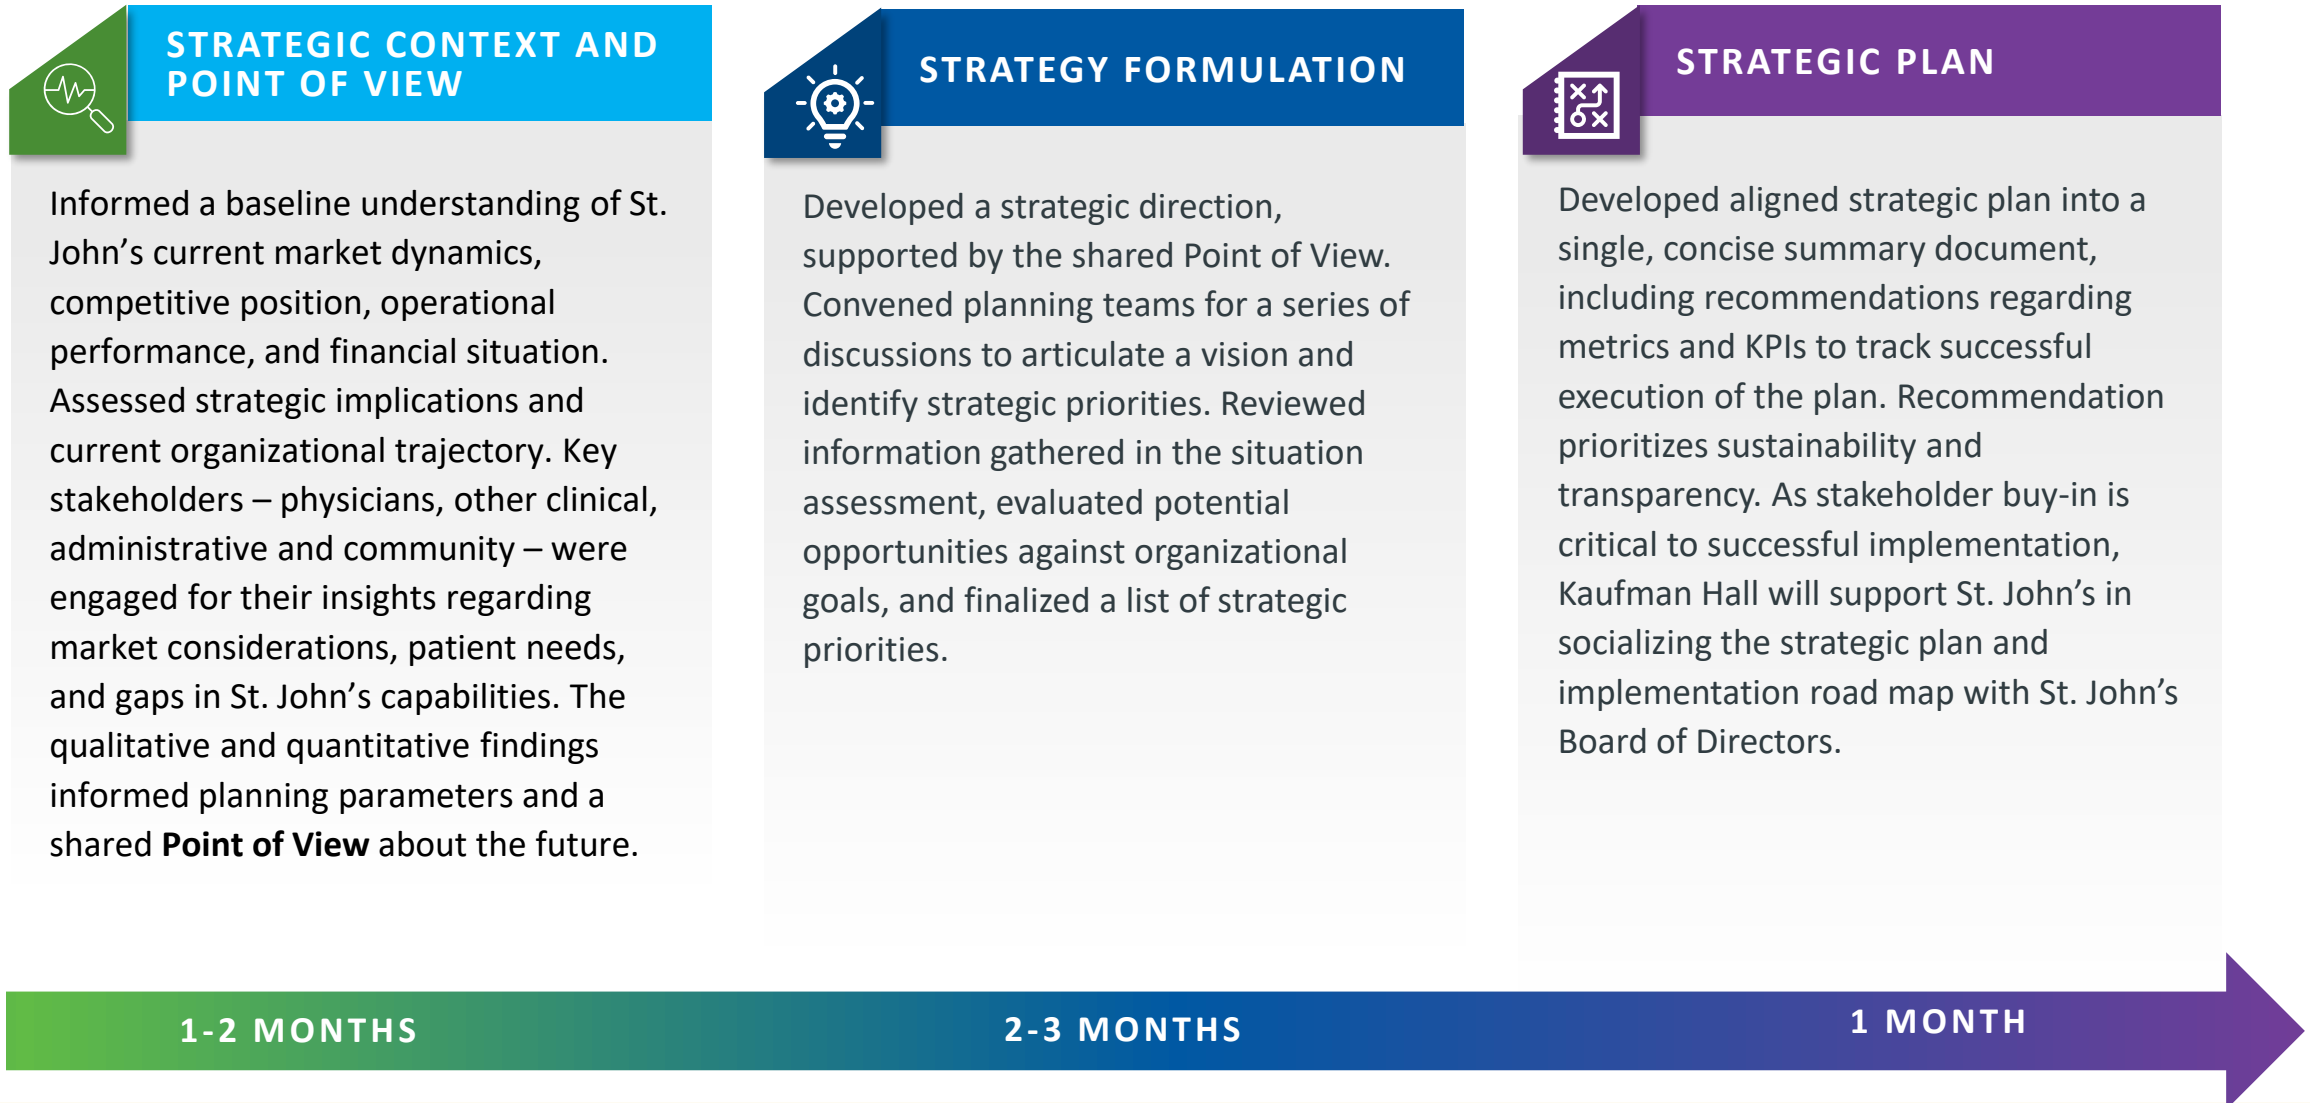 STRATEGIC CONTEXT AND
POINT OF VIEW
Informed a baseline understanding of St.
John’s current market dynamics,
competitive position, operational
performance, and financial situation.
Assessed strategic implications and
current organizational trajectory. Key
stakeholders – physicians, other clinical,
administrative and community – were
engaged for their insights regarding
market considerations, patient needs,
and gaps in St. John’s capabilities. The
qualitative and quantitative findings
informed planning parameters and a
shared Point of View about the future.
STRATEGY FORMULATION
Developed a strategic direction,
supported by the shared Point of View.
Convened planning teams for a series of
discussions to articulate a vision and
identify strategic priorities. Reviewed
information gathered in the situation
assessment, evaluated potential
opportunities against organizational
goals, and finalized a list of strategic
priorities.
STRATEGIC PLAN
Developed aligned strategic plan into a
single, concise summary document,
including recommendations regarding
metrics and KPIs to track successful
execution of the plan. Recommendation
prioritizes sustainability and
transparency. As stakeholder buy-in is
critical to successful implementation,
Kaufman Hall will support St. John’s in
socializing the strategic plan and
implementation road map with St. John’s
Board of Directors.
1-2 MONTHS
2-3 MONTHS
1 MONTH